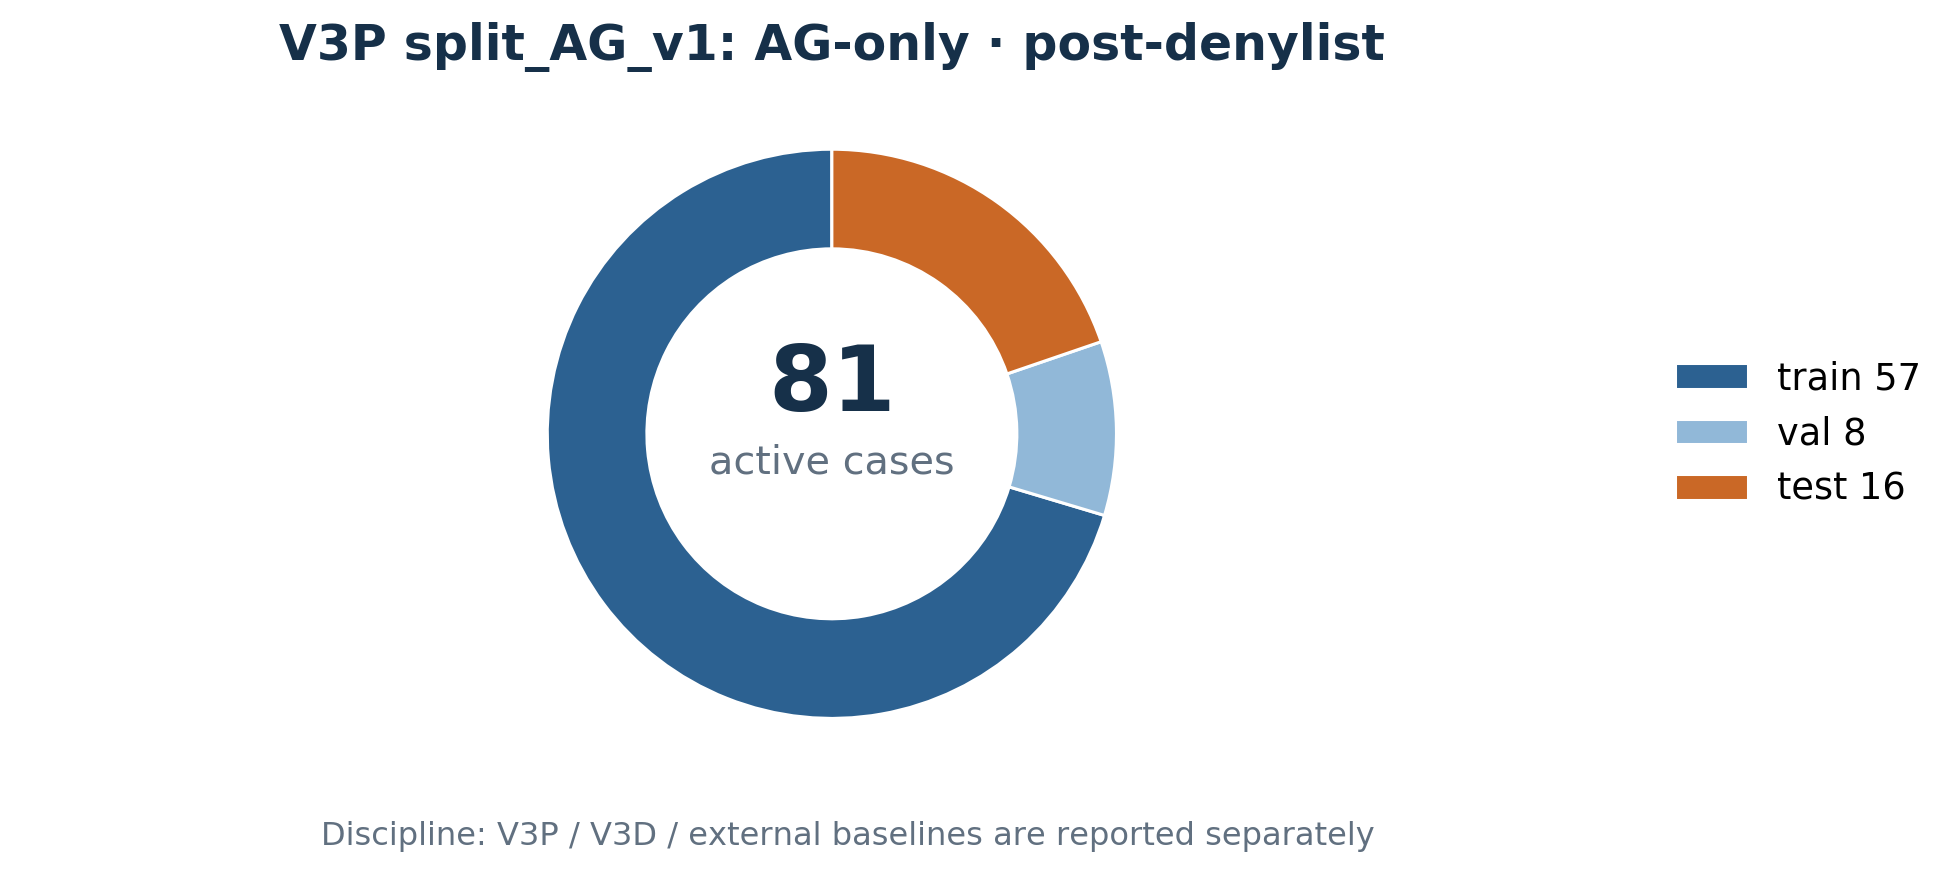 V3P split_AG_v1: AG-only · post-denylist
81
active cases
train 57
val 8
test 16
Discipline: V3P / V3D / external baselines are reported separately